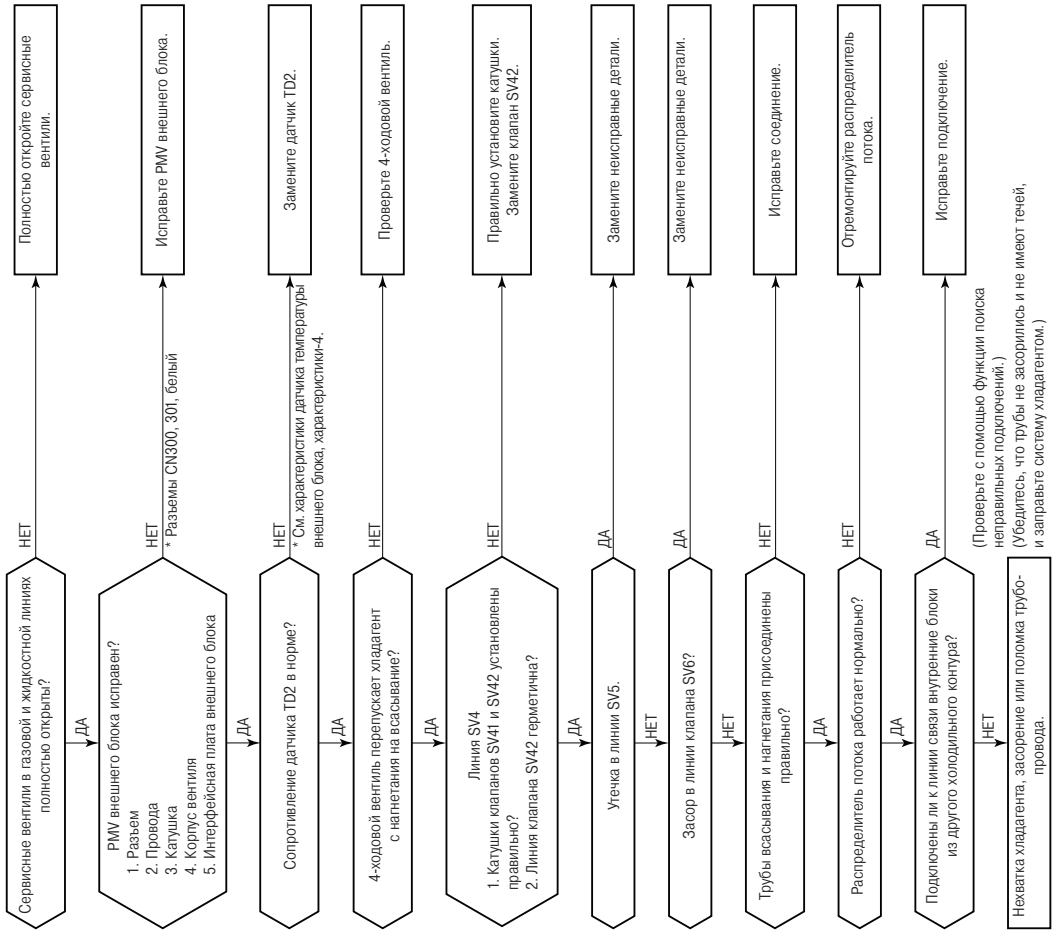 Сервисные вентили в газовой и жидкостной линиях
полностью открыты?
НЕТ
Полностью откройте сервисные
вентили.
ДА
PMV внешнего блока исправен?
1. Разъем
2. Провода
3. Катушка
4. Корпус вентиля
5. Интерфейсная плата внешнего блока
НЕТ
* Разъемы CN300, 301, белый
Исправьте PMV внешнего блока.
ДА
Сопротивление датчика TD2 в норме?
НЕТ
* См. характеристики датчика температуры
внешнего блока, характеристики-4.
Замените датчик TD2.
ДА
4-ходовой вентиль перепускает хладагент
с нагнетания на всасывание?
НЕТ
Проверьте 4-ходовой вентиль.
ДА
Линия SV4
1. Катушки клапанов SV41 и SV42 установлены
правильно?
2. Линия клапана SV42 герметична?
НЕТ
Правильно установите катушки.
Замените клапан SV42.
ДА
Утечка в линии SV5.
ДА
Замените неисправные детали.
НЕТ
Засор в линии клапана SV6?
ДА
Замените неисправные детали.
НЕТ
Трубы всасывания и нагнетания присоединены
правильно?
НЕТ
Исправьте соединение.
ДА
Распределитель потока работает нормально?
НЕТ
Отремонтируйте распределитель
потока.
ДА
Подключены ли к линии связи внутренние блоки
из другого холодильного контура?
ДА
Исправьте подключение.
(Проверьте с помощью функции поиска
неправильных подключений.)
НЕТ
Нехватка хладагента, засорение или поломка трубо-
провода.
(Убедитесь, что трубы не засорились и не имеют течей,
и заправьте систему хладагентом.)